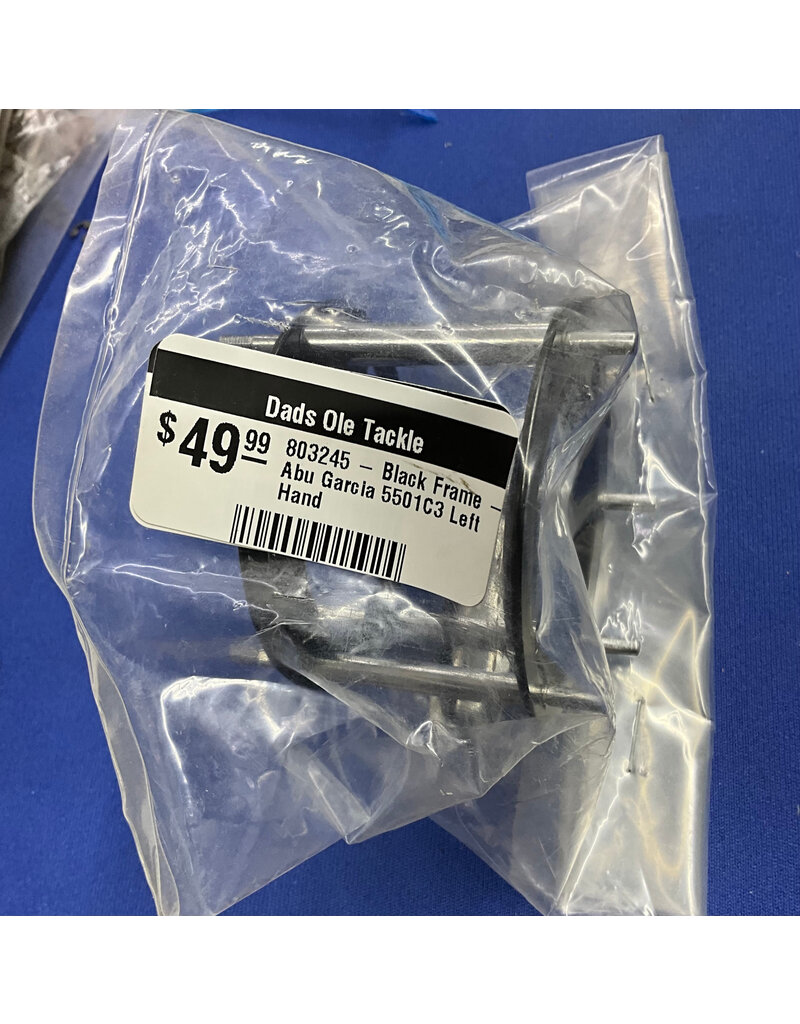 Dads Ole Tackle
$49.99 803245 – Black Frame –
Abu Garcia 5501C3 Left
Hand